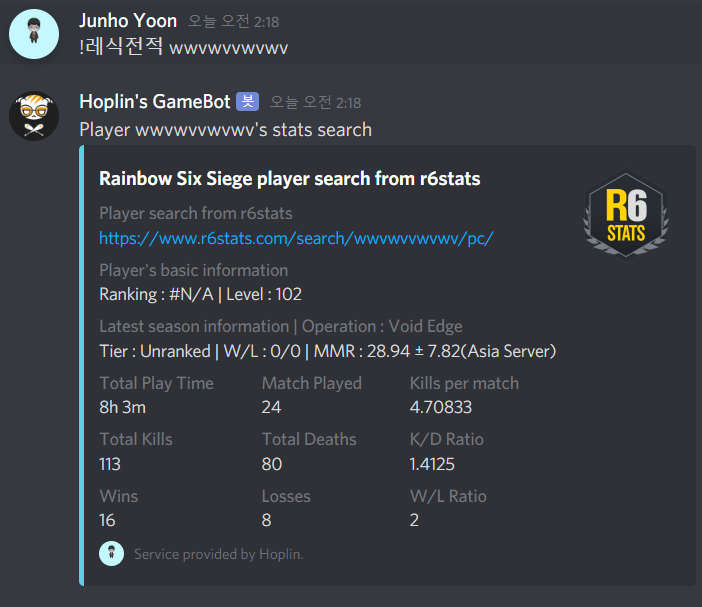 Junho Yoon 오늘 오전 2:18
!레식전적 wwvwvvwvwv
Hoplin's GameBot 봇 오늘 오전 2:18
Player wwvwvvwvwv's stats search
Rainbow Six Siege player search from r6stats
R6
STATS
Player search from r6stats
https://www.r6stats.com/search/wwvwvvwvwv/pc/
Player's basic information
Ranking : #N/A | Level : 102
Latest season information | Operation : Void Edge
Tier : Unranked | W/L : 0/0 | MMR : 28.94 ± 7.82(Asia Server)
Total Play Time Match Played Kills per match
8h 3m 24 4.70833
Total Kills Total Deaths K/D Ratio
113 80 1.4125
Wins Losses W/L Ratio
16 8 2
Service provided by Hoplin.